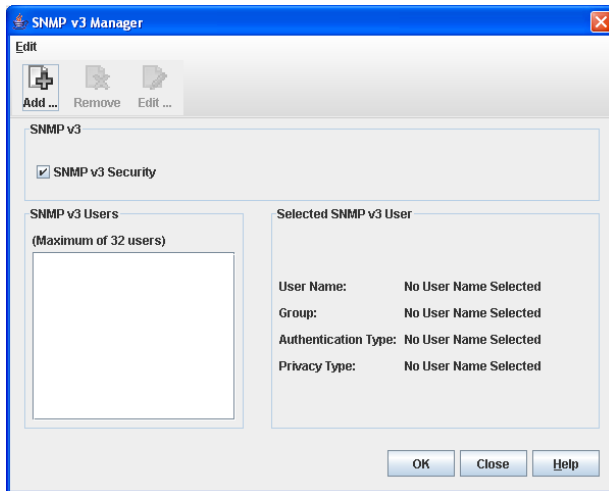 SNMP v3 Manager
Edit
Add ... Remove Edit ...
SNMP v3
SNMP v3 Security
SNMP v3 Users
(Maximum of 32 users)
Selected SNMP v3 User
User Name: No User Name Selected
Group: No User Name Selected
Authentication Type: No User Name Selected
Privacy Type: No User Name Selected
OK Close Help